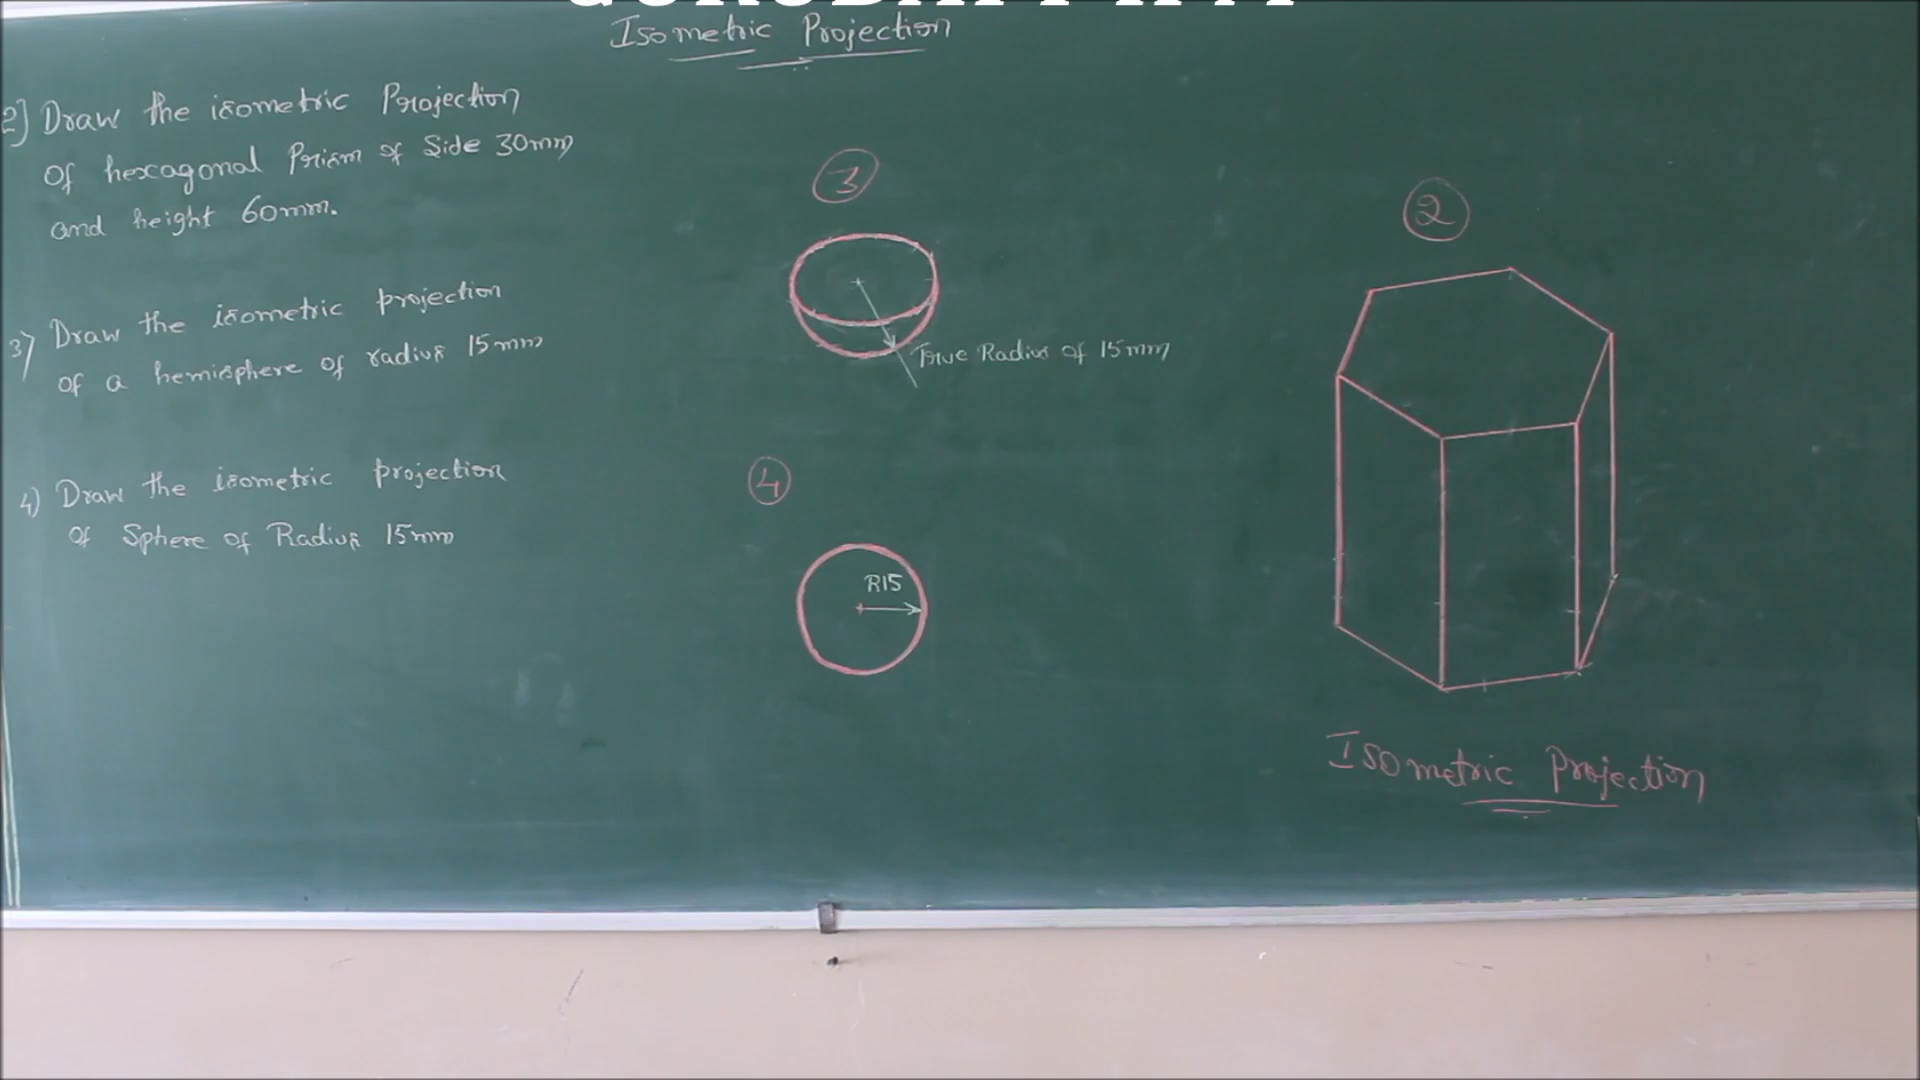 Isometric Projection
2] Draw the isometric Projection
Of hexagonal Prism of Side 30mm
and height 60mm.
3) Draw the isometric projection
of a hemisphere of radius 15mm
4) Draw the isometric projection
of Sphere of Radius 15mm
3
True Radius of 15mm
4
R15
2
Isometric Projection